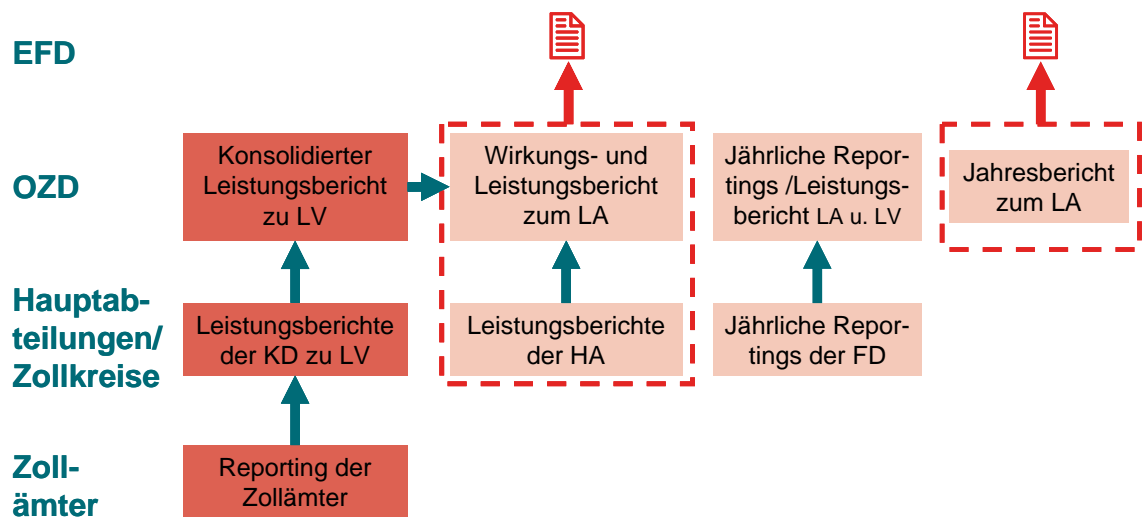 EFD
OZD
Konsolidierter
Leistungsbericht
zu LV
Wirkungs- und
Leistungsbericht
zum LA
Jährliche Repor-
tings /Leistungs-
bericht LA u. LV
Jahresbericht
zum LA
Hauptab-
teilungen/
Zollkreise
Leistungsberichte
der KD zu LV
Leistungsberichte
der HA
Jährliche Repor-
tings der FD
Zoll-
ämter
Reporting der
Zollämter